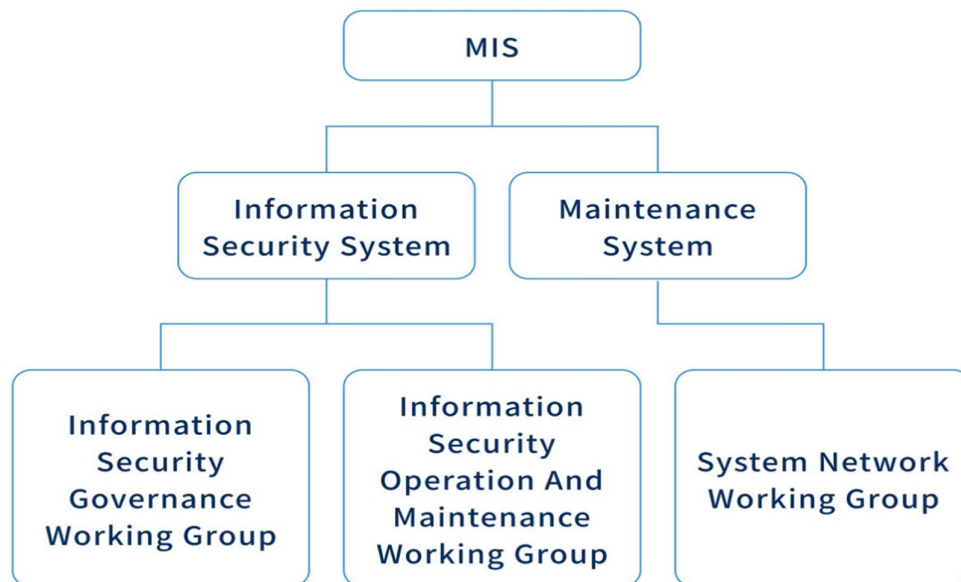 MIS
Information
Security System
Maintenance
System
Information
Security
Governance
Working Group
Information
Security
Operation And
Maintenance
Working Group
System Network
Working Group